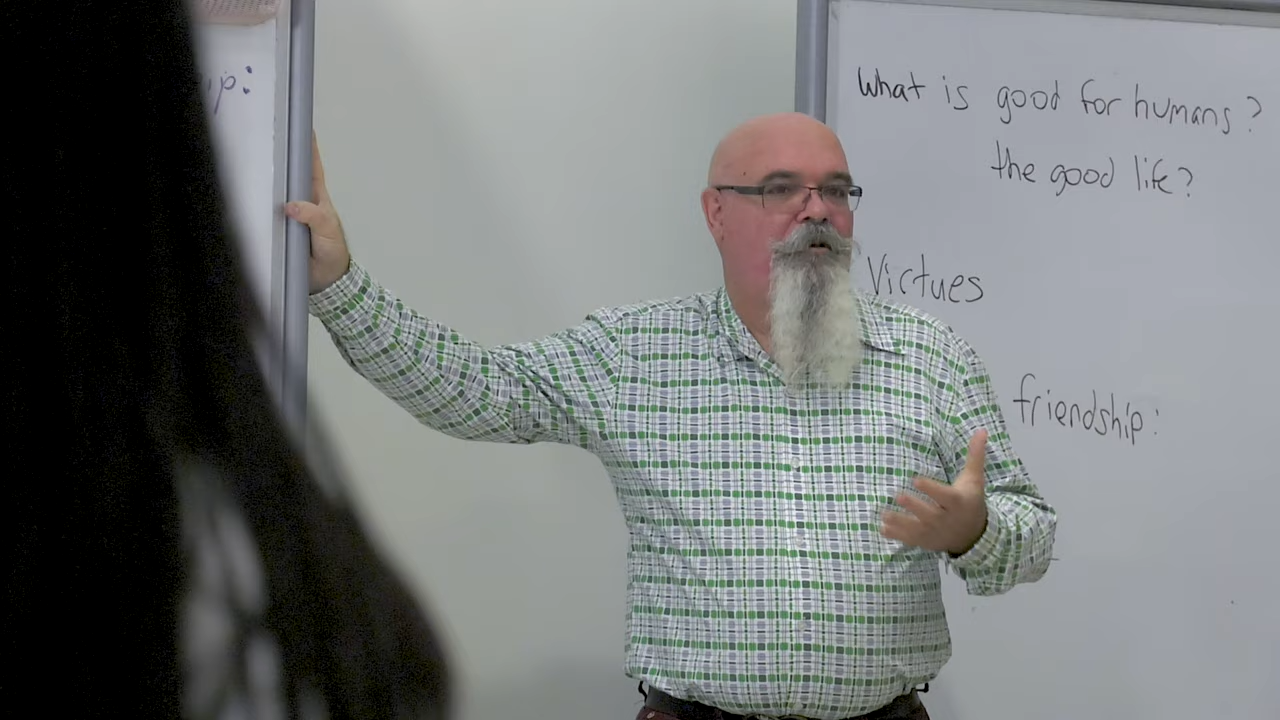 What is good for humans?
the good life?
Virtues
friendship: